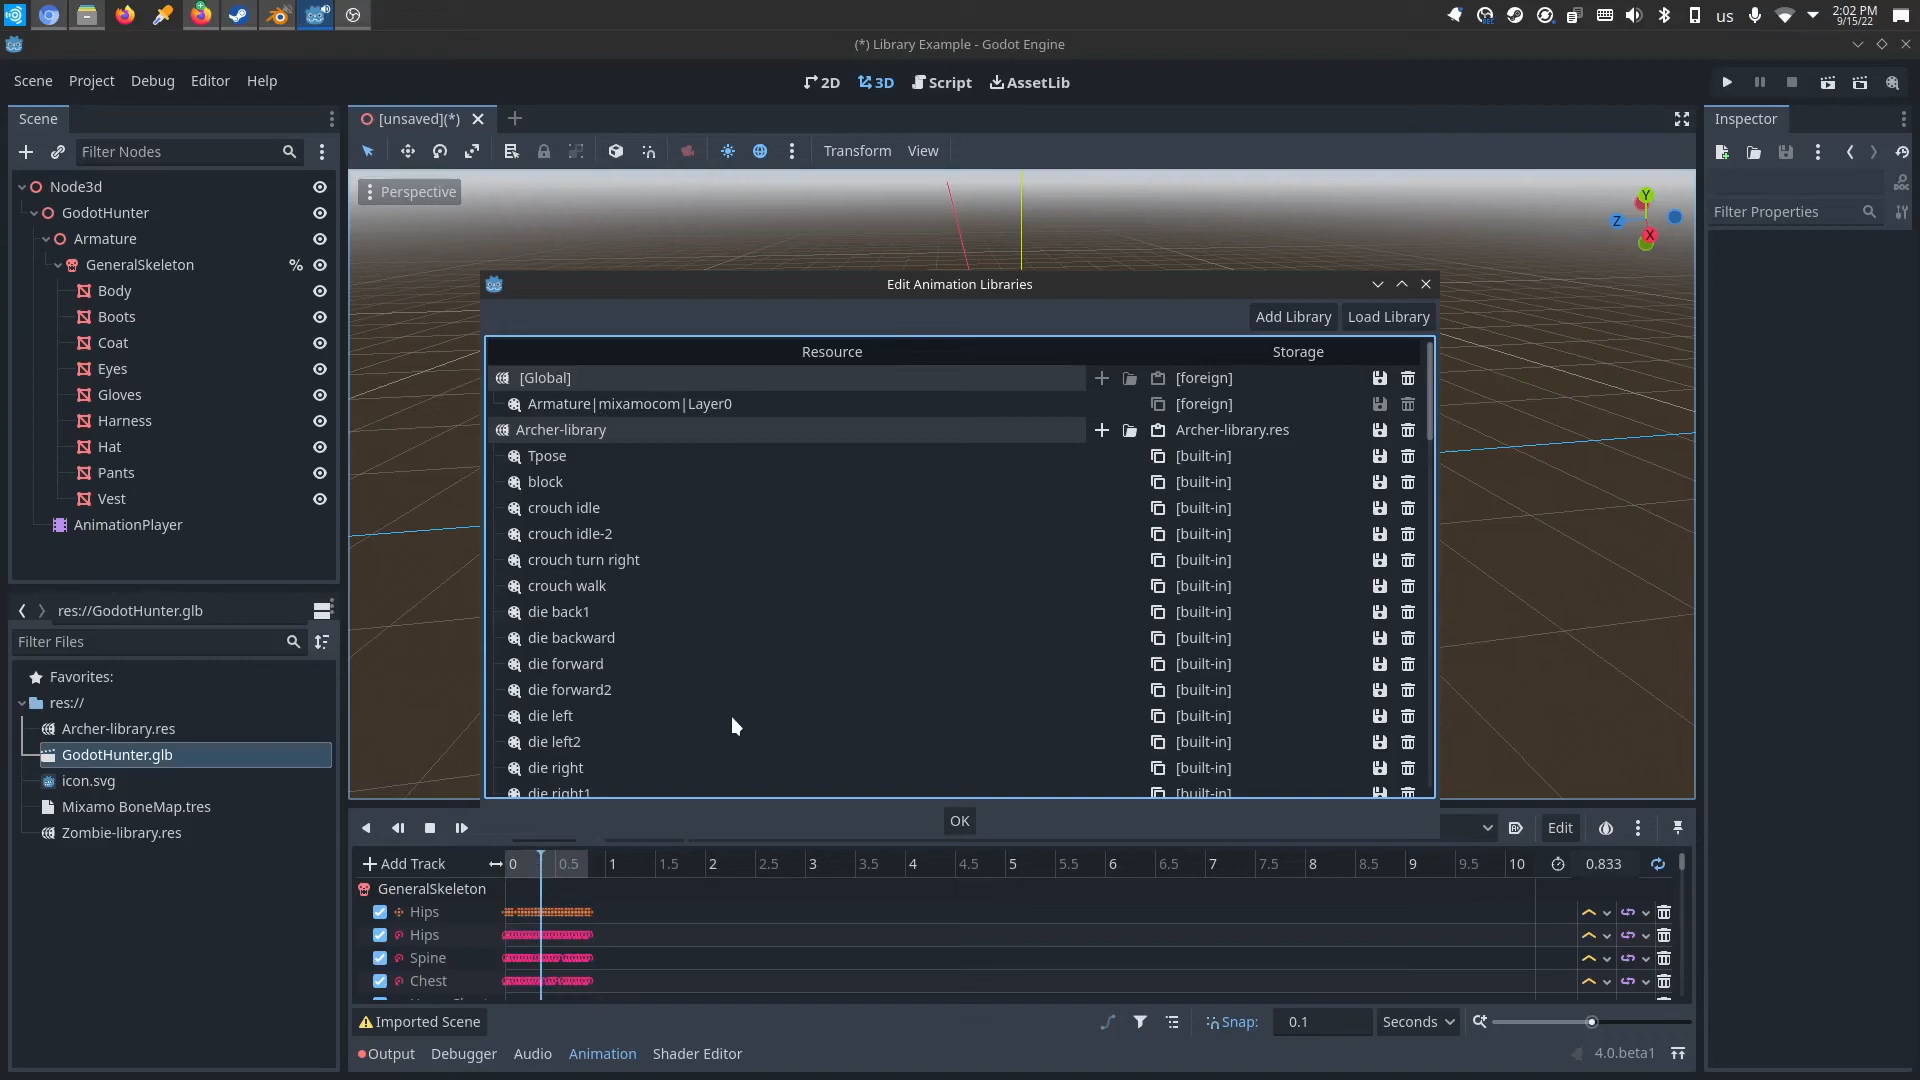 us
2:02 PM
9/15/22
(*) Library Example - Godot Engine
Scene Project Debug Editor Help
2D 3D Script AssetLib
Scene
[unsaved](*)
Inspector
Filter Nodes
Transform View
Perspective
Filter Properties
Node3d
GodotHunter
Armature
GeneralSkeleton %
Body
Boots
Coat
Eyes
Gloves
Harness
Hat
Pants
Vest
AnimationPlayer
Y
Z
X
Edit Animation Libraries
Add Library Load Library
Resource Storage
[Global] [foreign]
Armature|mixamocom|Layer0 [foreign]
Archer-library Archer-library.res
Tpose [built-in]
block [built-in]
crouch idle [built-in]
crouch idle-2 [built-in]
crouch turn right [built-in]
crouch walk [built-in]
die back1 [built-in]
die backward [built-in]
die forward [built-in]
die forward2 [built-in]
die left [built-in]
die left2 [built-in]
die right [built-in]
die right1 [built-in]
OK
res://GodotHunter.glb
Filter Files
Favorites:
res://
Archer-library.res
GodotHunter.glb
icon.svg
Mixamo BoneMap.tres
Zombie-library.res
Edit
Add Track 0 0.5 1 1.5 2 2.5 3 3.5 4 4.5 5 5.5 6 6.5 7 7.5 8 8.5 9 9.5 10 0.833
GeneralSkeleton
Hips
Hips
Spine
Chest
Imported Scene
Snap: 0.1 Seconds
Output Debugger Audio Animation Shader Editor
4.0.beta1